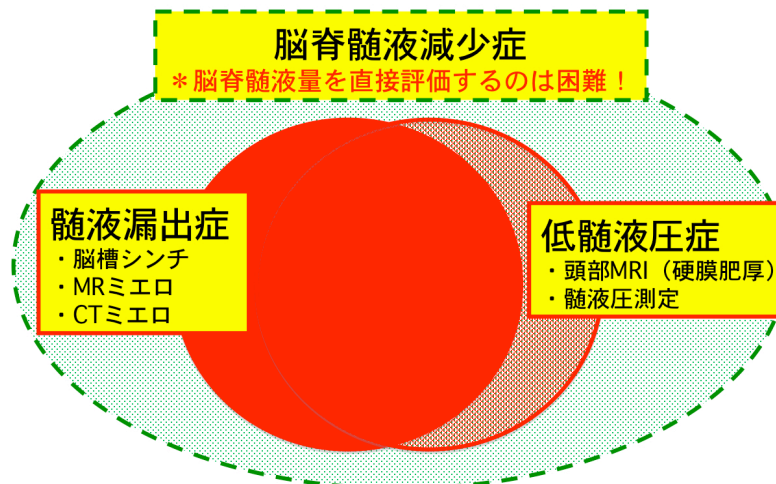 脳脊髄液減少症
＊脳脊髄液量を直接評価するのは困難！
髄液漏出症
・脳槽シンチ
・MRミエロ
・CTミエロ
低髄液圧症
・頭部MRI（硬膜肥厚）
・髄液圧測定